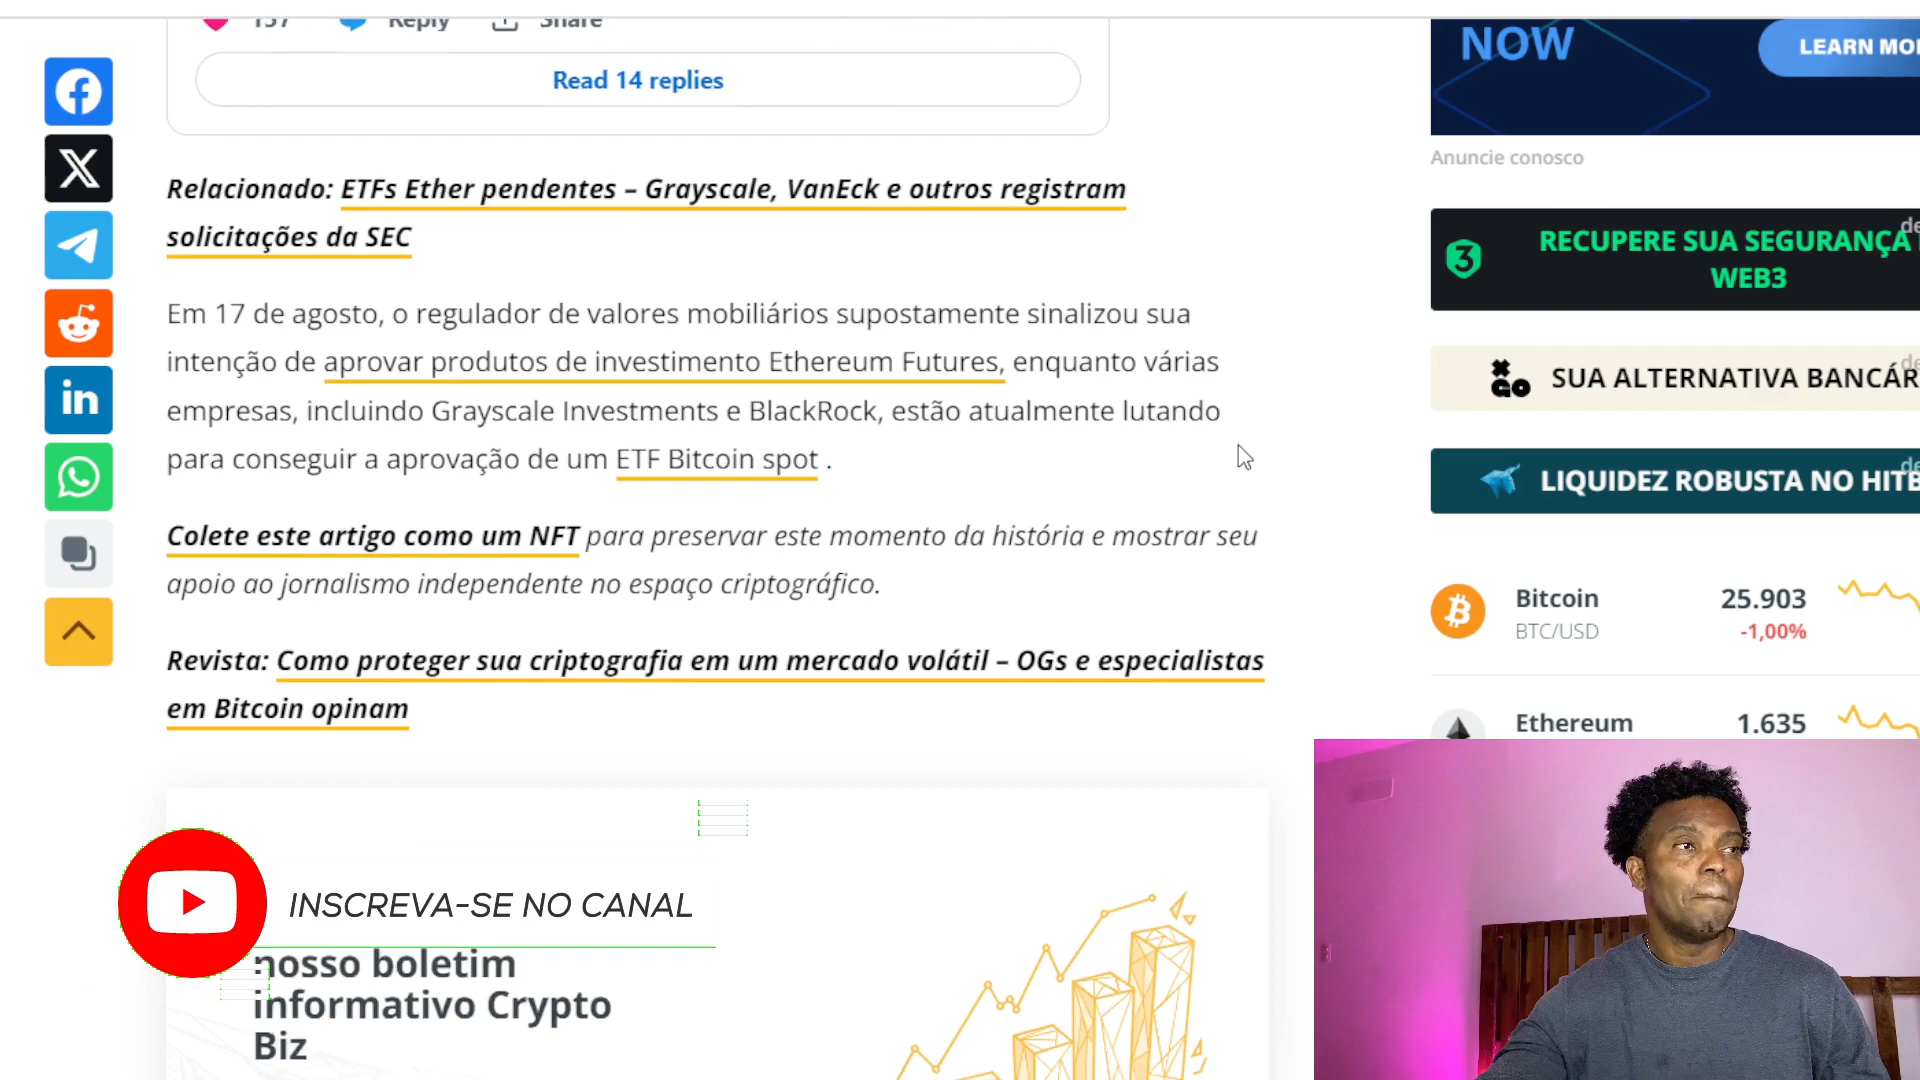 157 Reply Share
Read 14 replies
NOW
LEARN
Anuncie conosco
Relacionado: ETFs Ether pendentes – Grayscale, VanEck e outros registram
solicitações da SEC
Em 17 de agosto, o regulador de valores mobiliários supostamente sinalizou sua
intenção de aprovar produtos de investimento Ethereum Futures, enquanto várias
empresas, incluindo Grayscale Investments e BlackRock, estão atualmente lutando
para conseguir a aprovação de um ETF Bitcoin spot .
Colete este artigo como um NFT para preservar este momento da história e mostrar seu
apoio ao jornalismo independente no espaço criptográfico.
Revista: Como proteger sua criptografia em um mercado volátil – OGs e especialistas
em Bitcoin opinam
RECUPERE SUA SEGURANÇA
WEB3
SUA ALTERNATIVA
LIQUIDEZ ROBUSTA NO
Bitcoin 25.903
BTC/USD -1,00%
Ethereum 1.635
INSCREVA-SE NO CANAL
nosso boletim
informativo Crypto
Biz